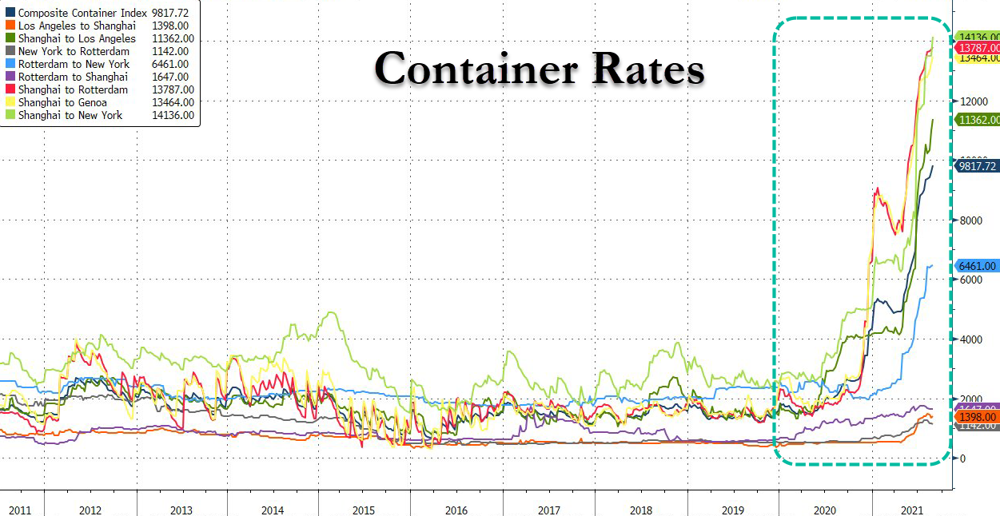 Composite Container Index 9817.72
Los Angeles to Shanghai 1398.00
Shanghai to Los Angeles 11362.00
New York to Rotterdam 1142.00
Rotterdam to New York 6461.00
Rotterdam to Shanghai 1647.00
Shanghai to Rotterdam 13787.00
Shanghai to Genoa 13464.00
Shanghai to New York 14136.00
Container Rates
14136.00
13787.00
13464.00
12000
11362.00
10000
9817.72
8000
6461.00
6000
4000
2000
1647.00
1398.00
1142.00
0
2011 2012 2013 2014 2015 2016 2017 2018 2019 2020 2021